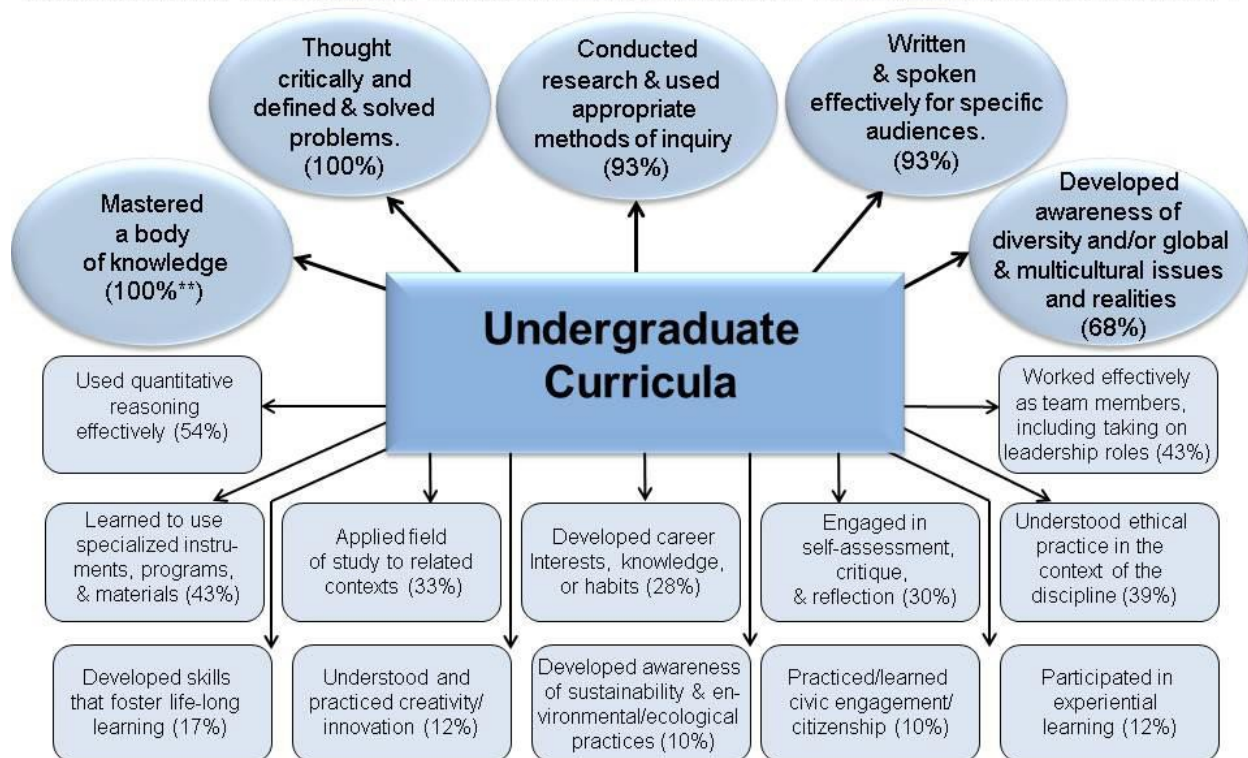 Thought
critically and
defined & solved
problems.
(100%)
Conducted
research & used
appropriate
methods of inquiry
(93%)
Written
& spoken
effectively for specific
audiences.
(93%)
Mastered
a body
of knowledge
(100%**)
Developed
awareness of
diversity and/or global
& multicultural issues
and realities
(68%)
Undergraduate
Curricula
Used quantitative
reasoning
effectively (54%)
Worked effectively
as team members,
including taking on
leadership roles (43%)
Learned to use
specialized instru-
ments, programs,
& materials (43%)
Applied field
of study to related
contexts (33%)
Developed career
Interests, knowledge,
or habits (28%)
Engaged in
self-assessment,
critique,
& reflection (30%)
Understood ethical
practice in the
context of the
discipline (39%)
Developed skills
that foster life-long
learning (17%)
Understood and
practiced creativity/
innovation (12%)
Developed awareness
of sustainability & en-
vironmental/ecological
practices (10%)
Practiced/learned
civic engagement/
citizenship (10%)
Participated in
experiential
learning (12%)